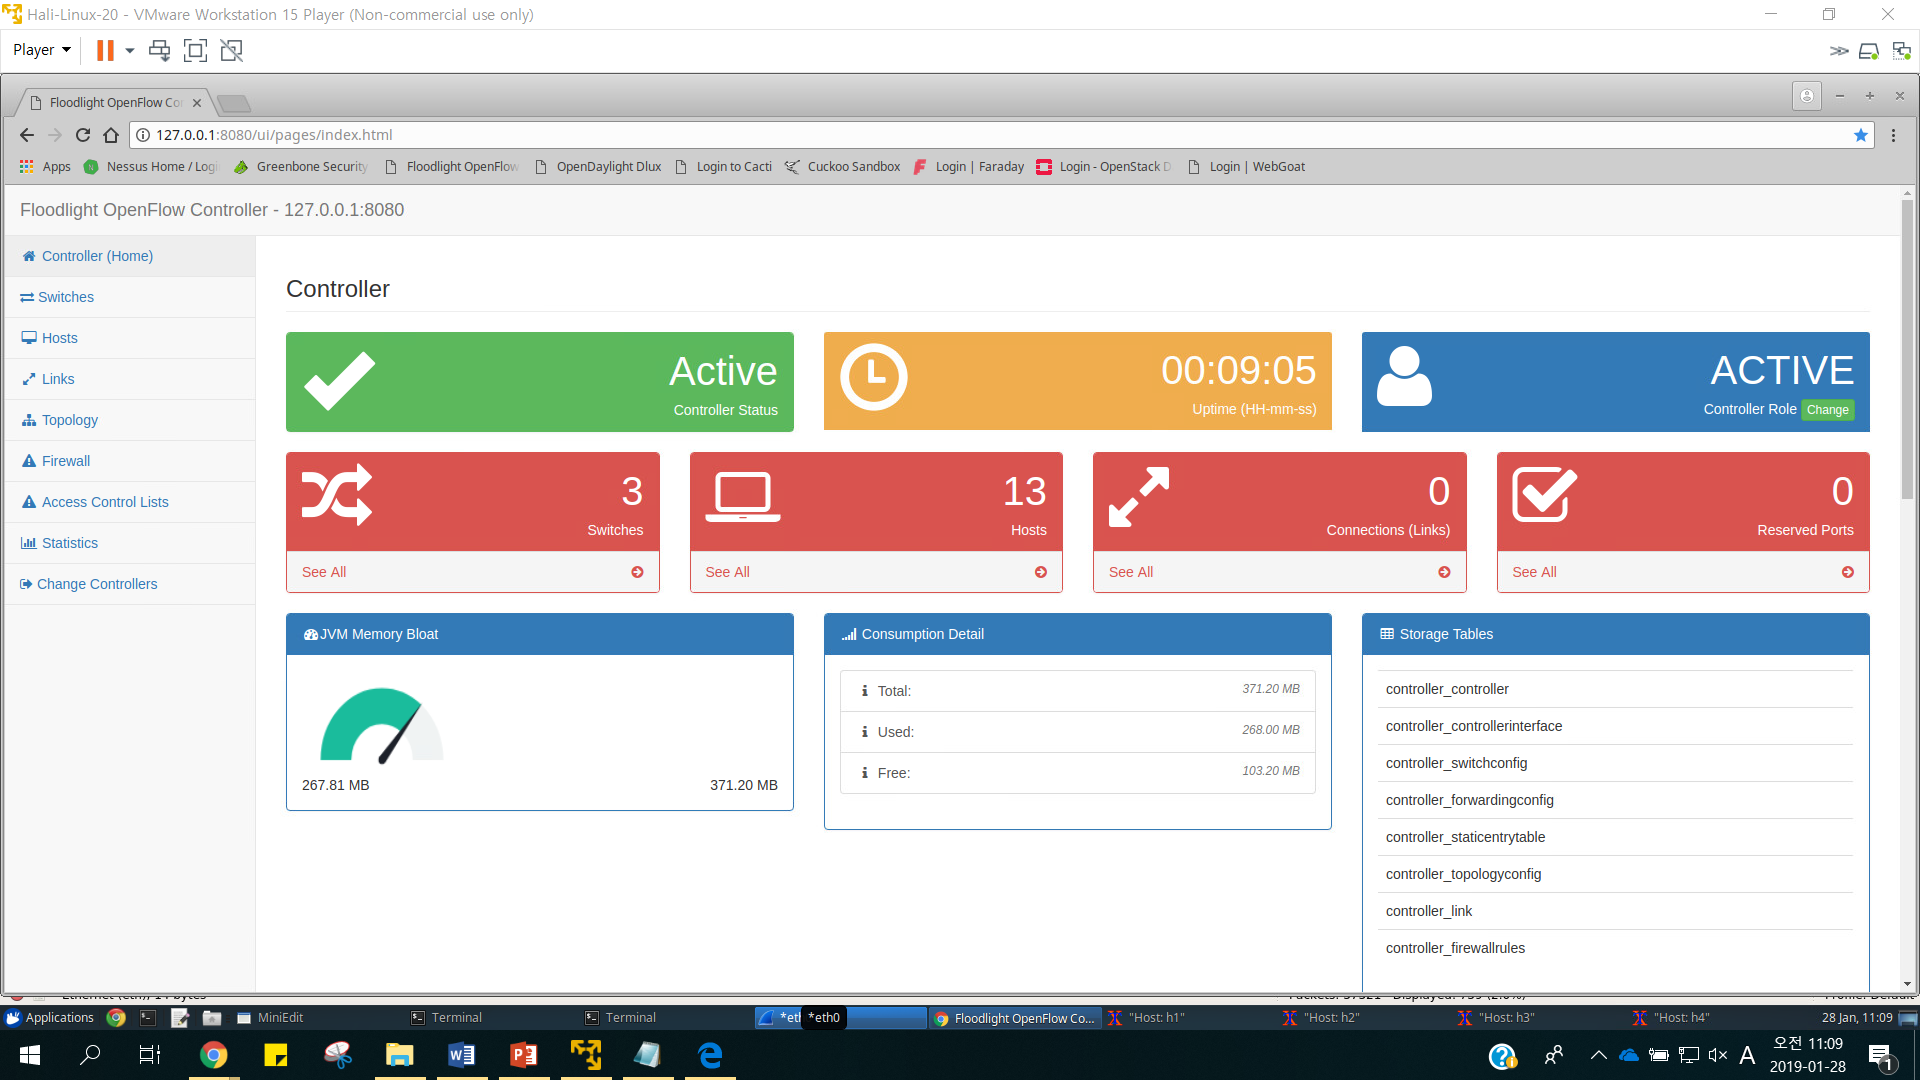 Hali-Linux-20 - VMware Workstation 15 Player (Non-commercial use only)
Player
Floodlight OpenFlow Co
127.0.0.1:8080/ui/pages/index.html
Apps Nessus Home / Logi Greenbone Security Floodlight OpenFlow OpenDaylight Dlux Login to Cacti Cuckoo Sandbox Login | Faraday Login - OpenStack D Login | WebGoat
Floodlight OpenFlow Controller - 127.0.0.1:8080
Controller (Home)
Switches
Hosts
Links
Topology
Firewall
Access Control Lists
Statistics
Change Controllers
Controller
Active
Controller Status
00:09:05
Uptime (HH-mm-ss)
ACTIVE
Controller Role Change
3
Switches
See All
13
Hosts
See All
0
Connections (Links)
See All
0
Reserved Ports
See All
JVM Memory Bloat
267.81 MB 371.20 MB
Consumption Detail
Total: 371.20 MB
Used: 268.00 MB
Free: 103.20 MB
Storage Tables
controller_controller
controller_controllerinterface
controller_switchconfig
controller_forwardingconfig
controller_staticentrytable
controller_topologyconfig
controller_link
controller_firewallrules
Applications MiniEdit Terminal Terminal *et *eth0 Floodlight OpenFlow Co... "Host: h1" "Host: h2" "Host: h3" "Host: h4" 28 Jan, 11:09
A 오전 11:09
2019-01-28
1